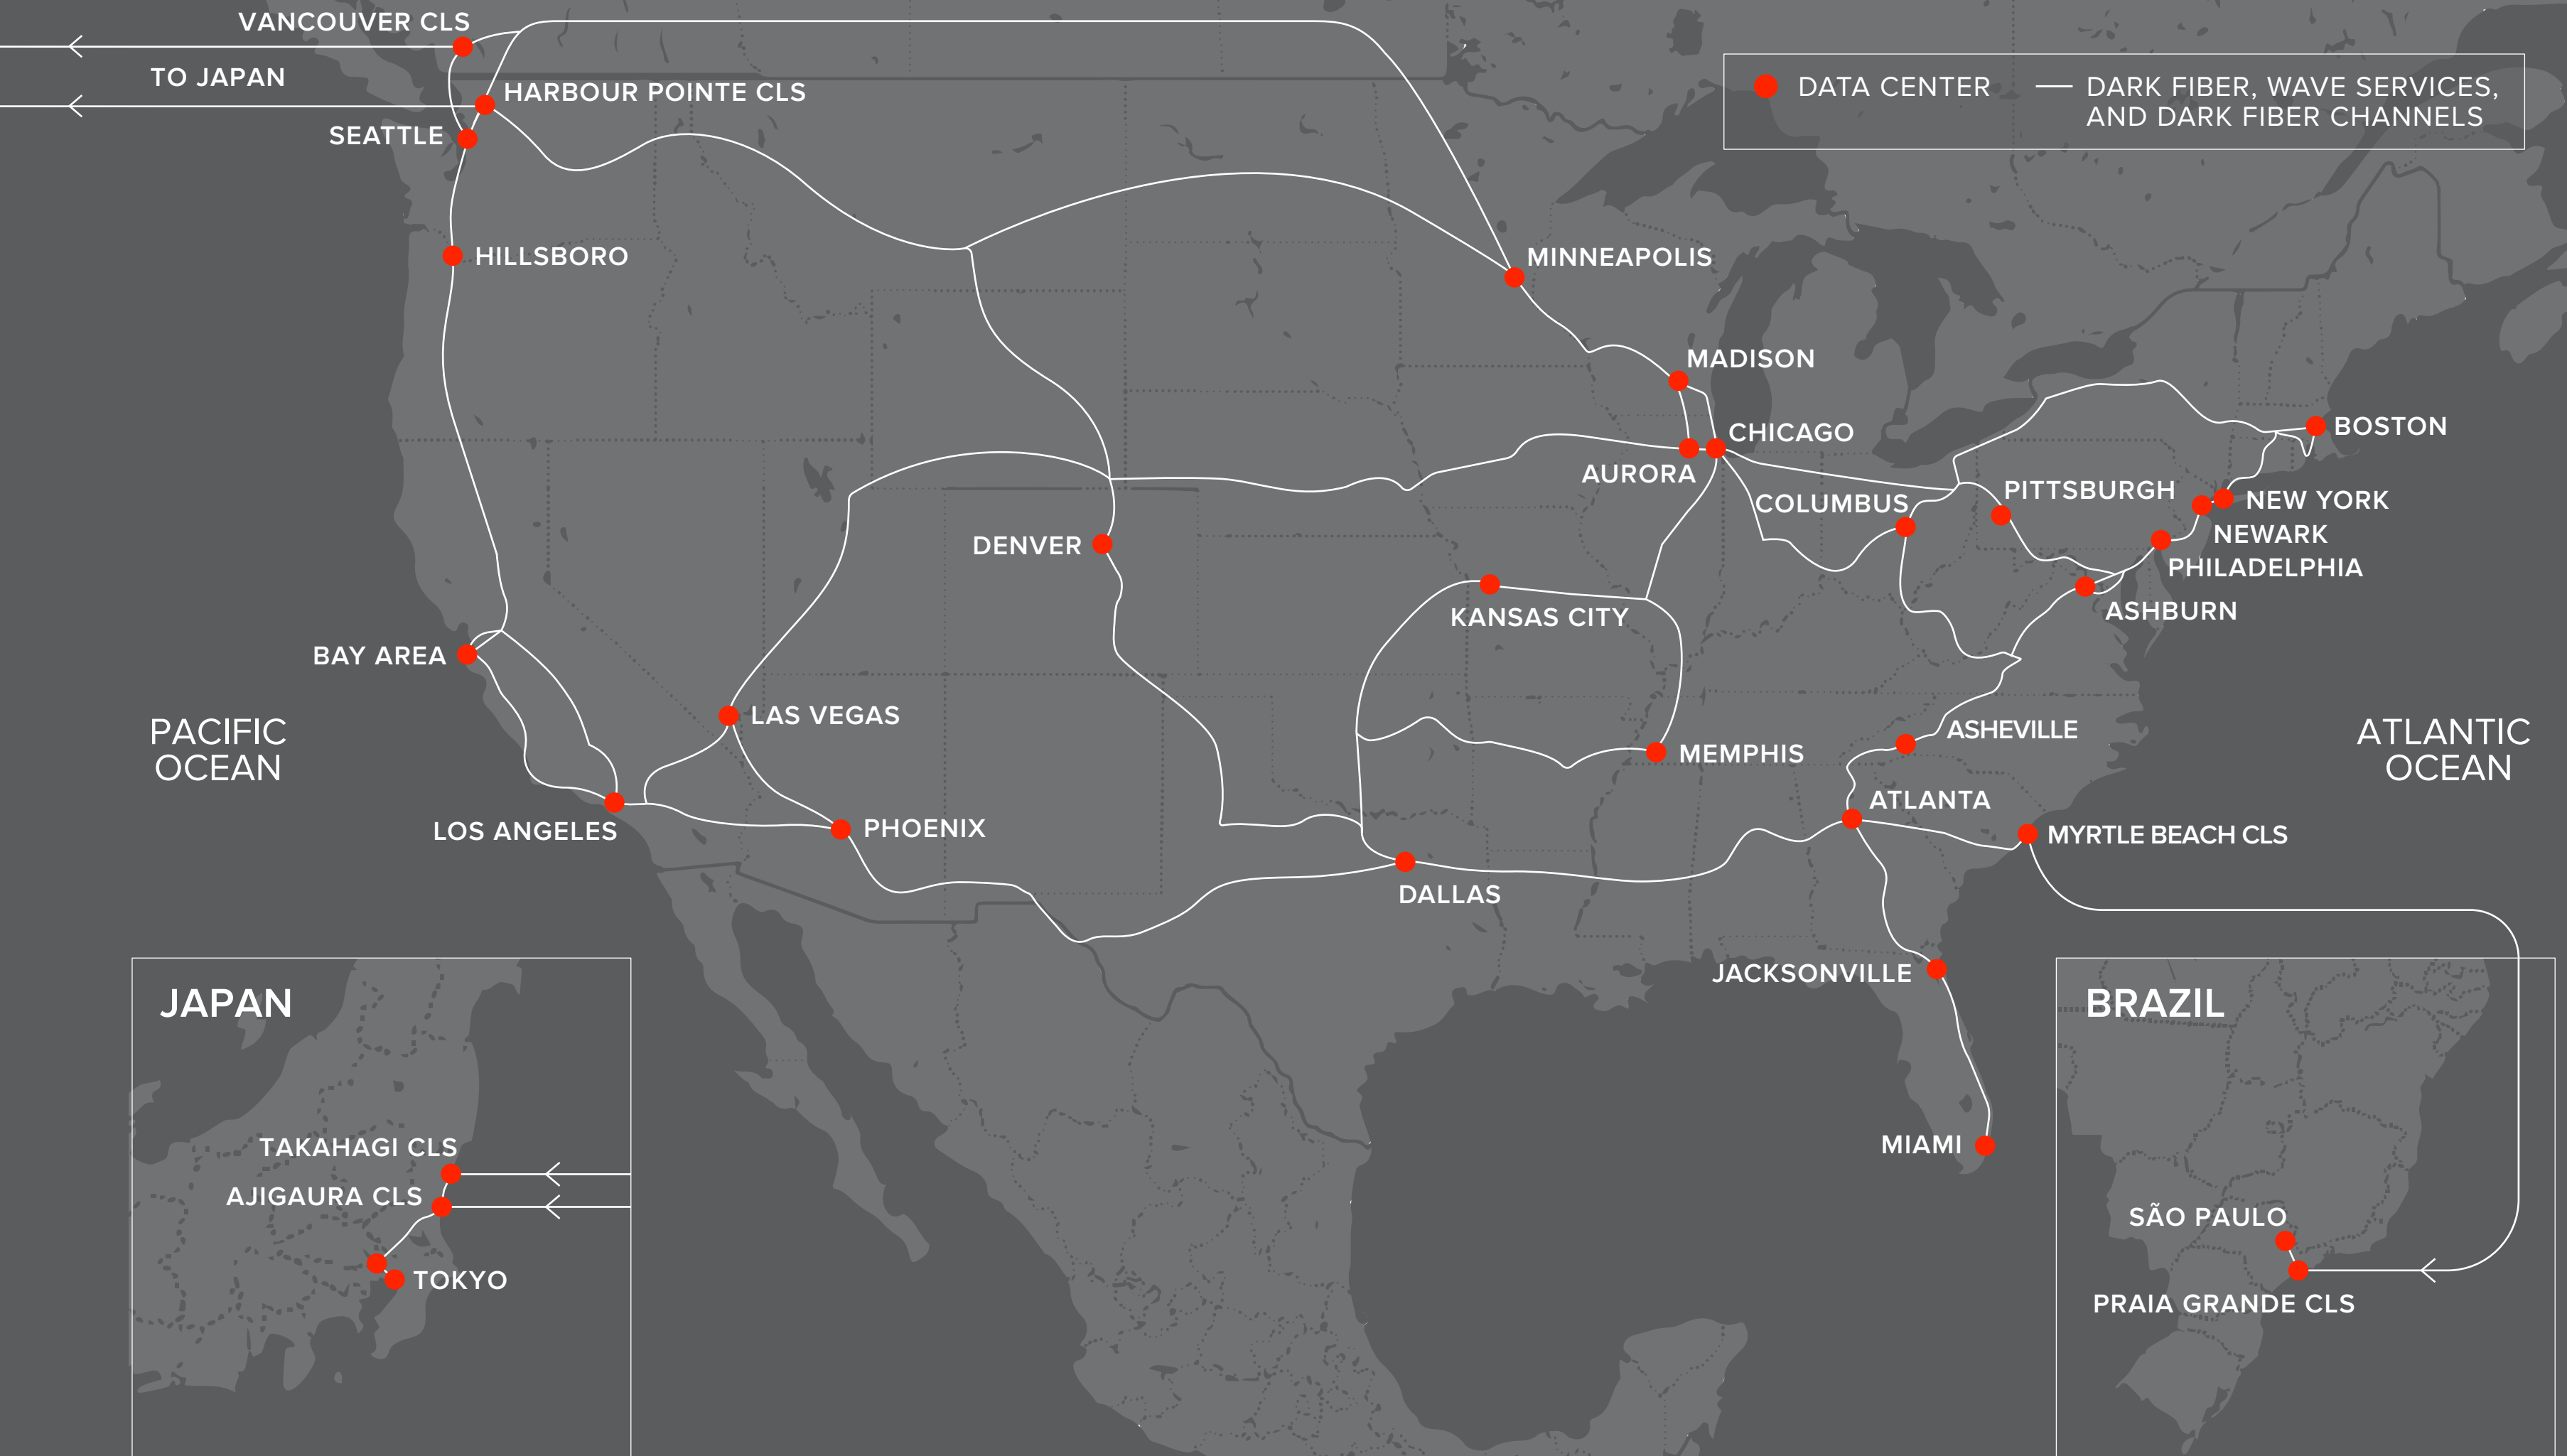 VANCOUVER CLS
TO JAPAN
HARBOUR POINTE CLS
SEATTLE
HILLSBORO
DATA CENTER
DARK FIBER, WAVE SERVICES,
AND DARK FIBER CHANNELS
MINNEAPOLIS
MADISON
CHICAGO
AURORA
BOSTON
COLUMBUS
PITTSBURGH
NEW YORK
NEWARK
PHILADELPHIA
ASHBURN
DENVER
KANSAS CITY
BAY AREA
LAS VEGAS
PACIFIC
OCEAN
ATLANTIC
OCEAN
ASHEVILLE
MEMPHIS
LOS ANGELES
PHOENIX
ATLANTA
MYRTLE BEACH CLS
DALLAS
JACKSONVILLE
MIAMI
JAPAN
TAKAHAGI CLS
AJIGAURA CLS
TOKYO
BRAZIL
SÃO PAULO
PRAIA GRANDE CLS